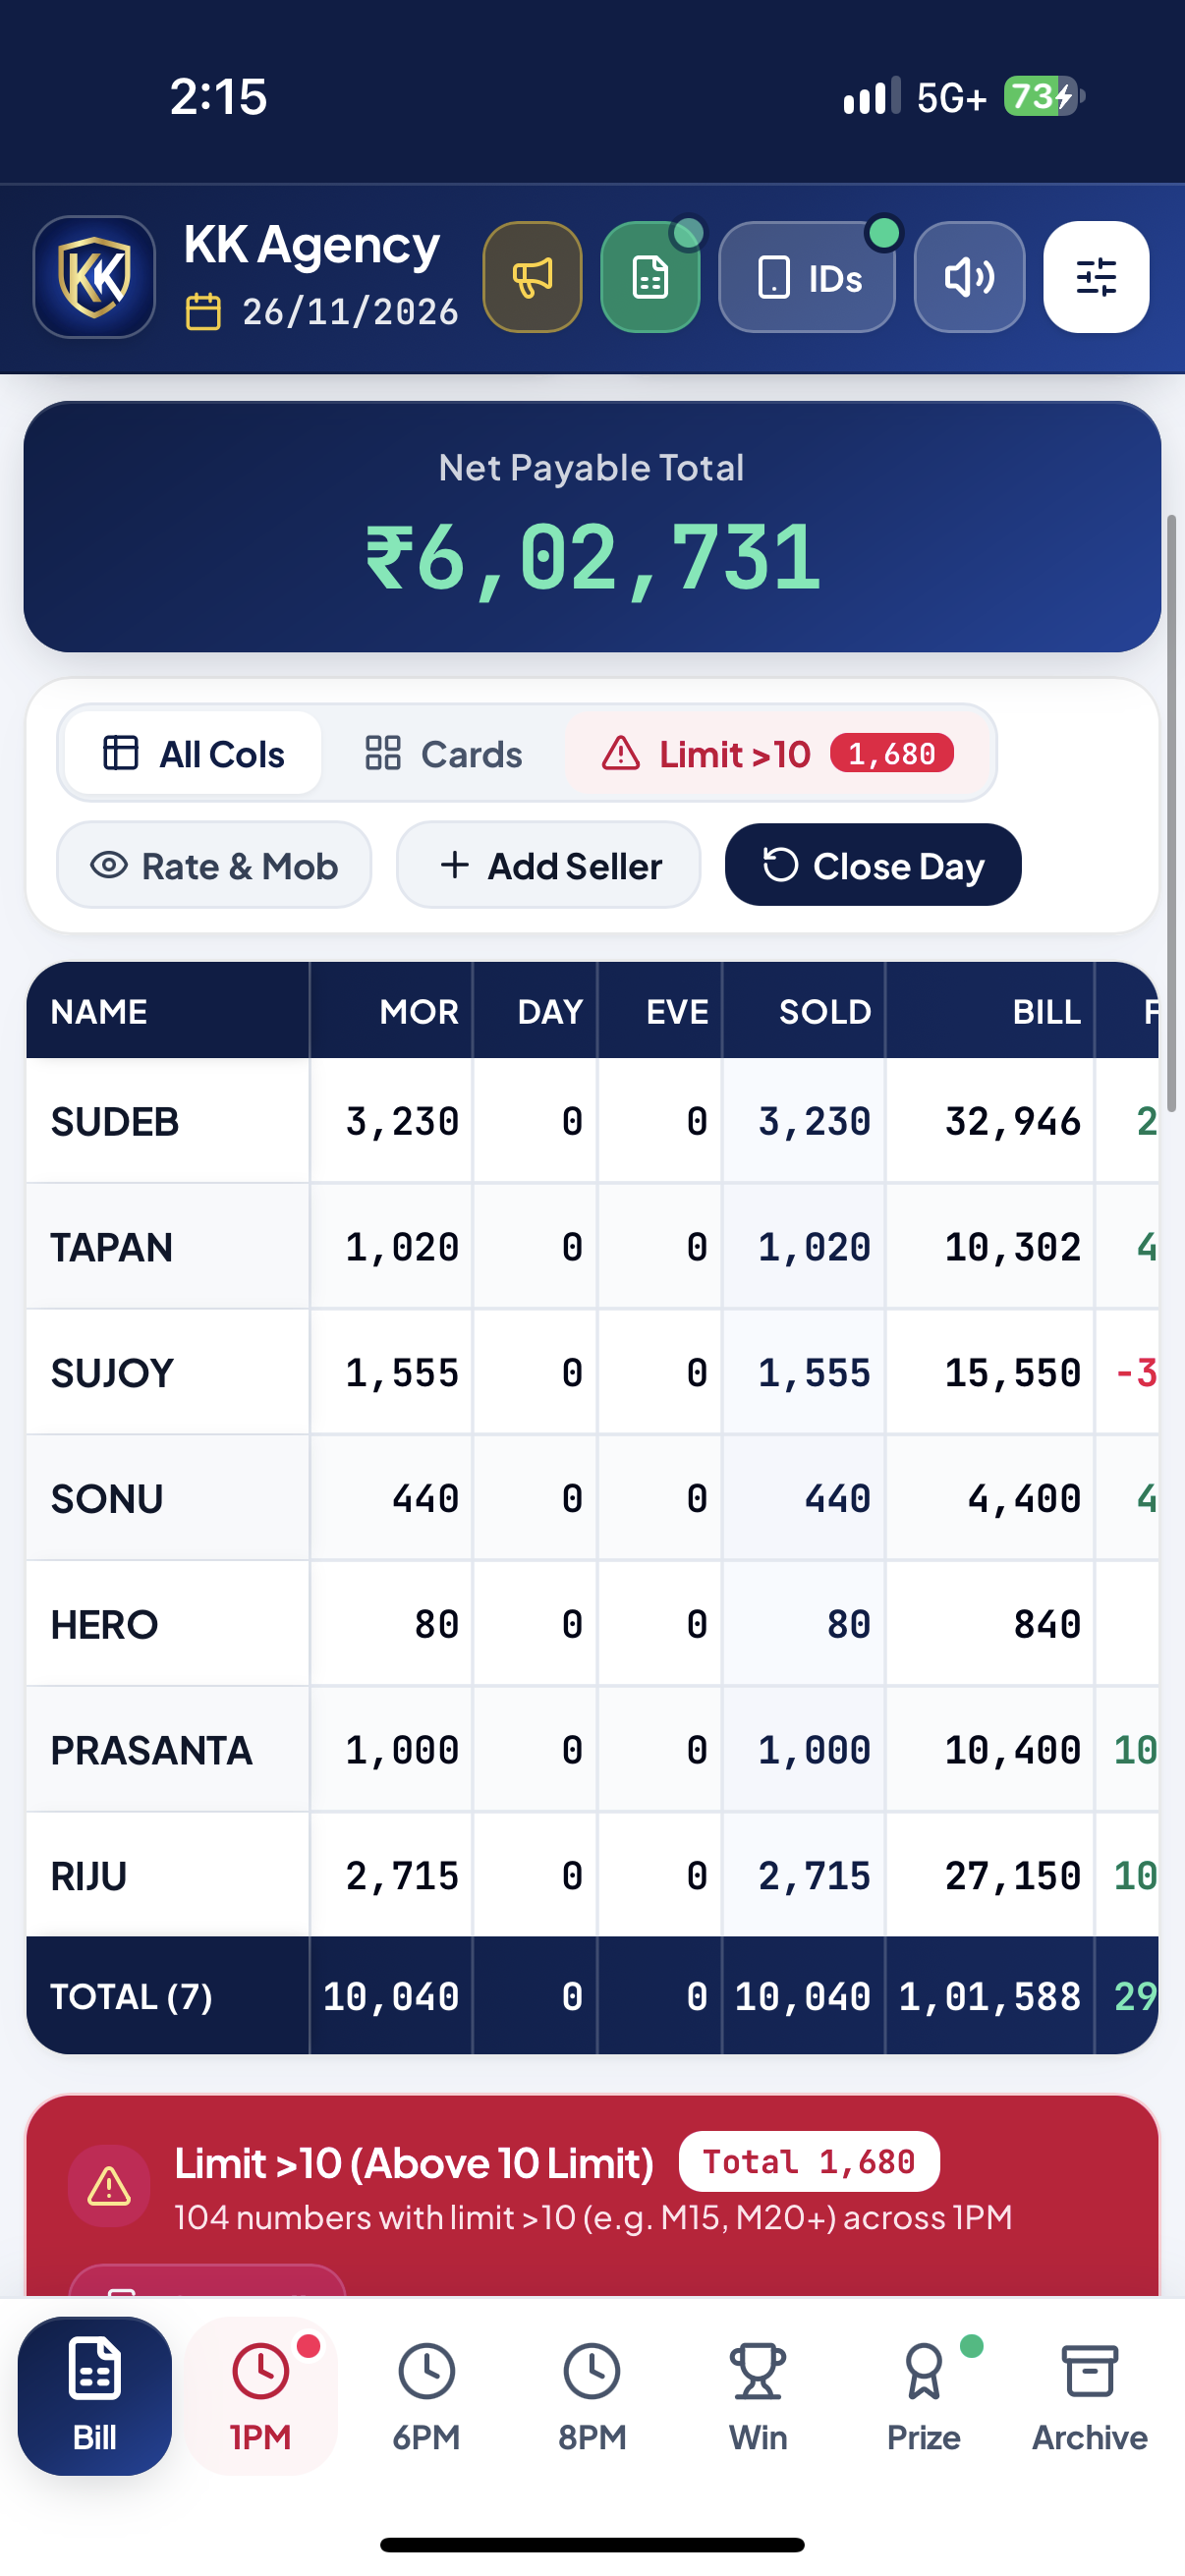 2:15 5G+ 73
KK Agency
26/11/2026 IDs
Net Payable Total
₹6,02,731
All Cols Cards Limit >10 1,680
Rate & Mob Add Seller Close Day
NAME MOR DAY EVE SOLD BILL
SUDEB 3,230 0 0 3,230 32,946 2
TAPAN 1,020 0 0 1,020 10,302 4
SUJOY 1,555 0 0 1,555 15,550 -3
SONU 440 0 0 440 4,400 4
HERO 80 0 0 80 840
PRASANTA 1,000 0 0 1,000 10,400 10
RIJU 2,715 0 0 2,715 27,150 10
TOTAL (7) 10,040 0 0 10,040 1,01,588 29
Limit >10 (Above 10 Limit) Total 1,680
104 numbers with limit >10 (e.g. M15, M20+) across 1PM
Bill 1PM 6PM 8PM Win Prize Archive